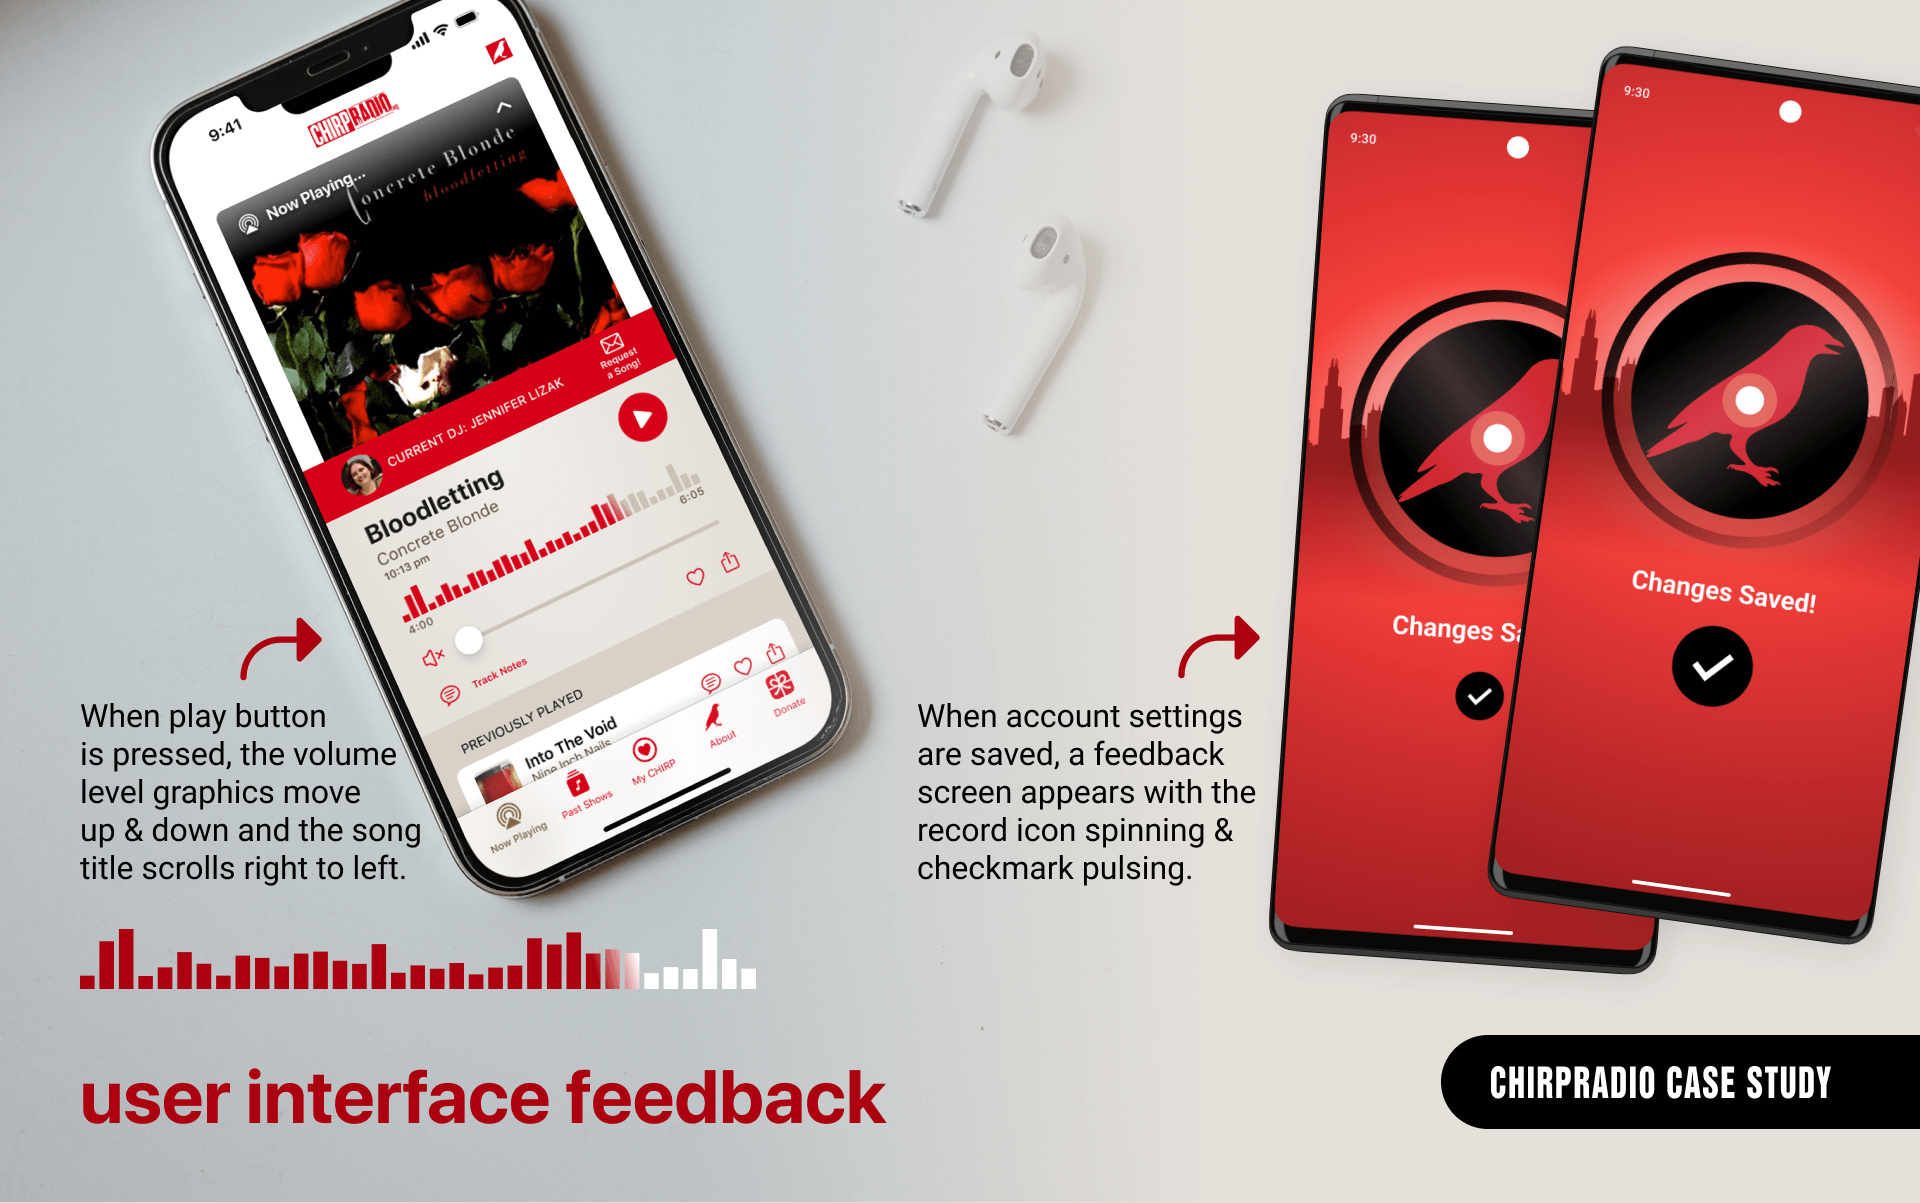 9:41
CHIRPRADIO
Now Playing...
Concrete Blonde
bloodletting
Request
a Song!
CURRENT DJ: JENNIFER LIZAK
Bloodletting
Concrete Blonde
10:13 pm
4:00
6:05
Track Notes
PREVIOUSLY PLAYED
Into The Void
Nine Inch Nails
Now Playing
Past Shows
My CHIRP
About
Donate
When play button
is pressed, the volume
level graphics move
up & down and the song
title scrolls right to left.
9:30
Changes Sa
9:30
Changes Saved!
When account settings
are saved, a feedback
screen appears with the
record icon spinning &
checkmark pulsing.
user interface feedback
CHIRPRADIO CASE STUDY